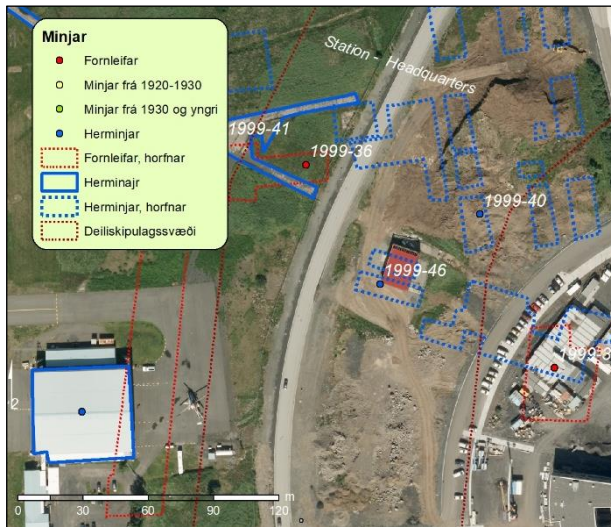 Minjar
Fornleifar
Minjar frá 1920-1930
Minjar frá 1930 og yngri
Herminjar
Fornleifar, horfnar
Herminajr
Herminjar, horfnar
Deiliskipulagssvæði
Station - Headquarters
1999-41
1999-36
1999-40
1999-46
m
0 30 60 90 120